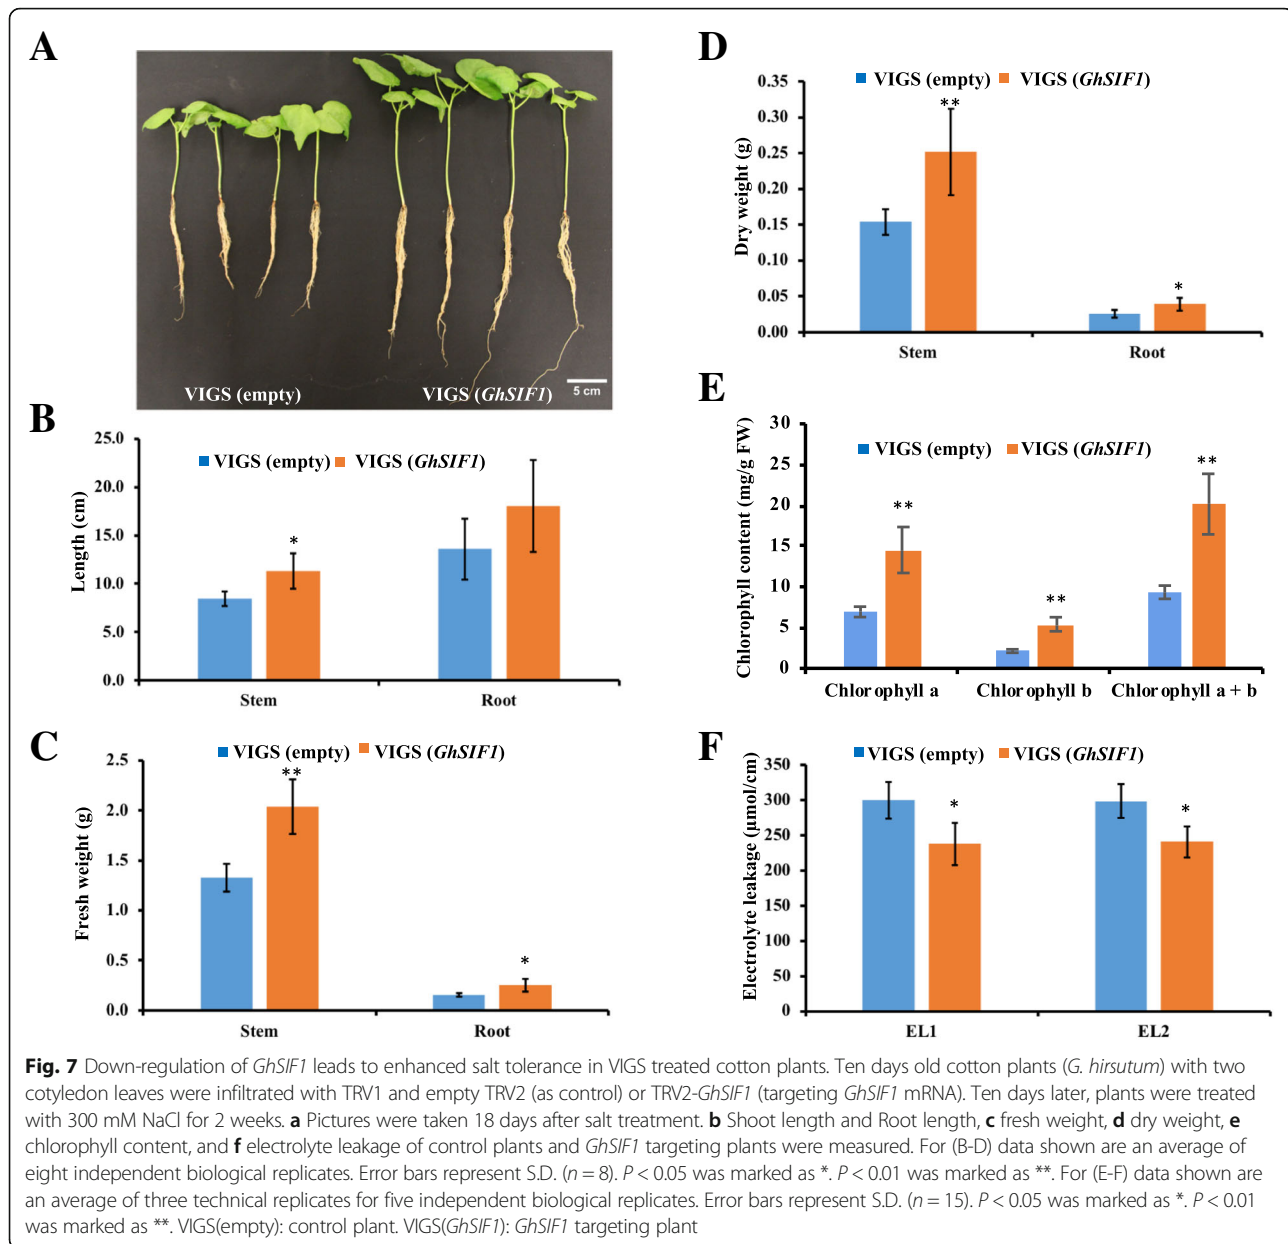 A
VIGS (empty)
VIGS (GhSIF1)
5 cm
B
25.0
20.0
15.0
10.0
5.0
0.0
Length (cm)
VIGS (empty)
VIGS (GhSIF1)
*
Stem
Root
C
2.5
2.0
1.5
1.0
0.5
0.0
Fresh weight (g)
VIGS (empty)
VIGS (GhSIF1)
**
*
Stem
Root
D
0.35
0.30
0.25
0.20
0.15
0.10
0.05
0.00
Dry weight (g)
VIGS (empty)
VIGS (GhSIF1)
**
*
Stem
Root
E
30
25
20
15
10
5
0
Chlorophyll content (mg/g FW)
VIGS (empty)
VIGS (GhSIF1)
**
**
**
Chlorophyll a
Chlorophyll b
Chlorophyll a + b
F
350
300
250
200
150
100
50
0
Electrolyte leakage (µmol/cm)
VIGS (empty)
VIGS (GhSIF1)
*
*
EL1
EL2
Fig. 7 Down-regulation of GhSIF1 leads to enhanced salt tolerance in VIGS treated cotton plants. Ten days old cotton plants (G. hirsutum) with two
cotyledon leaves were infiltrated with TRV1 and empty TRV2 (as control) or TRV2-GhSIF1 (targeting GhSIF1 mRNA). Ten days later, plants were treated
with 300 mM NaCl for 2 weeks. a Pictures were taken 18 days after salt treatment. b Shoot length and Root length, c fresh weight, d dry weight, e
chlorophyll content, and f electrolyte leakage of control plants and GhSIF1 targeting plants were measured. For (B-D) data shown are an average of
eight independent biological replicates. Error bars represent S.D. (n = 8). P < 0.05 was marked as *. P < 0.01 was marked as **. For (E-F) data shown are
an average of three technical replicates for five independent biological replicates. Error bars represent S.D. (n = 15). P < 0.05 was marked as *. P < 0.01
was marked as **. VIGS(empty): control plant. VIGS(GhSIF1): GhSIF1 targeting plant